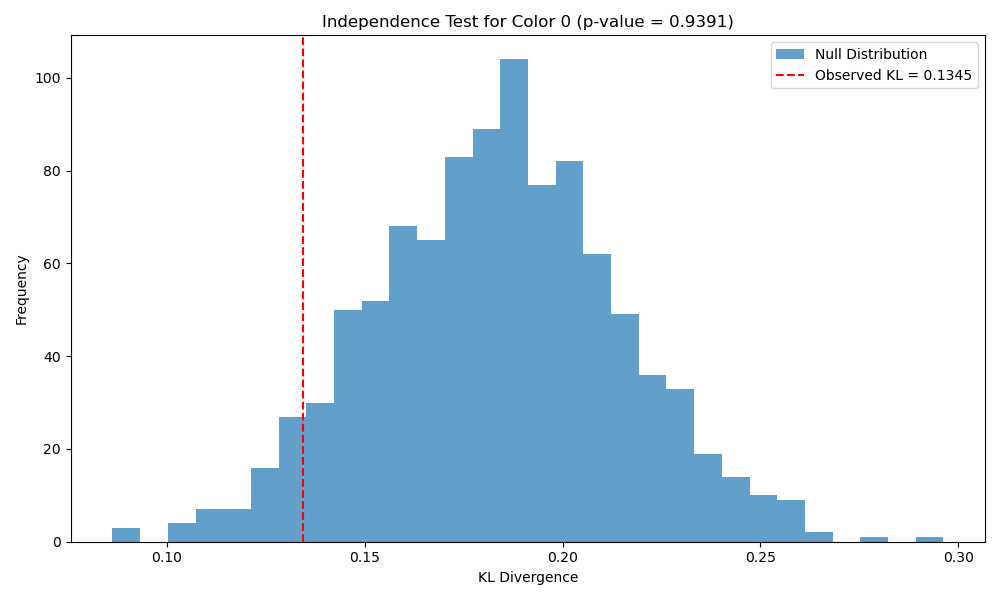 Independence Test for Color 0 (p-value = 0.9391)
Null Distribution
Observed KL = 0.1345
Frequency
100
80
60
40
20
0
0.10 0.15 0.20 0.25 0.30
KL Divergence